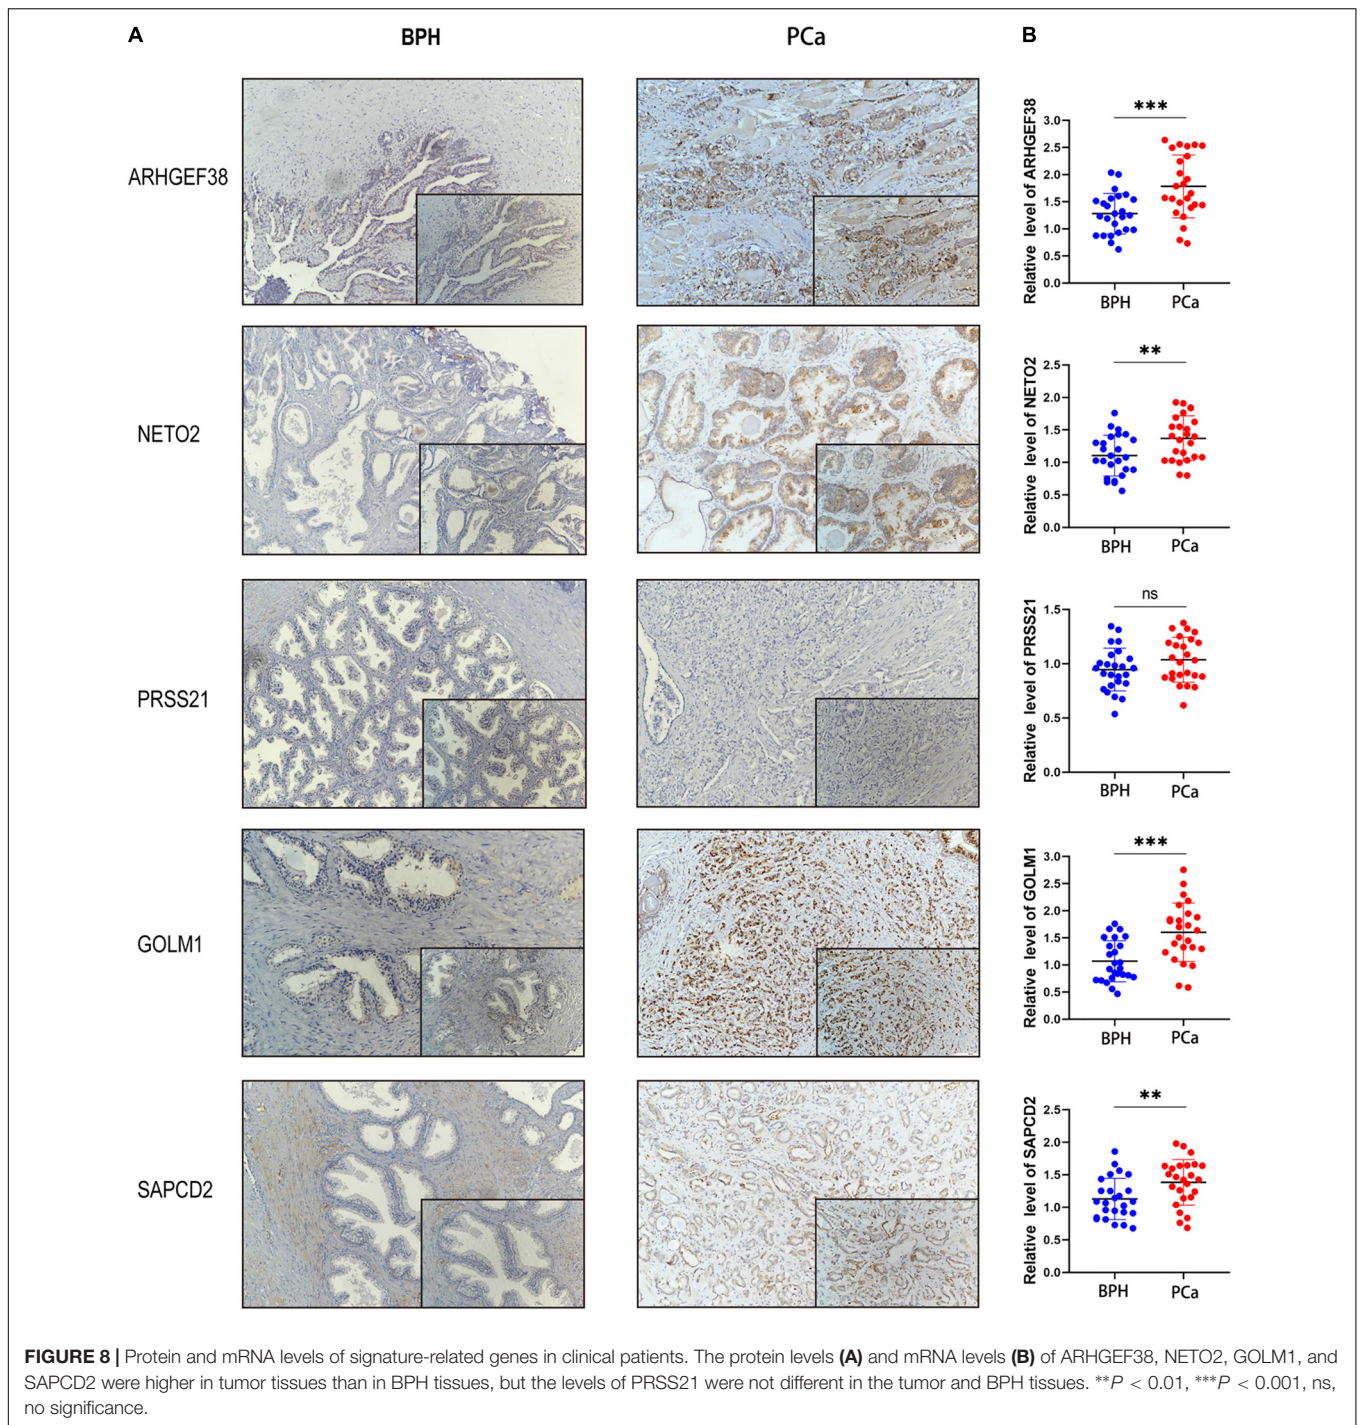 A
BPH
PCa
B
ARHGEF38
Relative level of ARHGEF38
3.0
2.5
2.0
1.5
1.0
0.5
0.0
***
BPH
PCa
NETO2
Relative level of NETO2
2.5
2.0
1.5
1.0
0.5
0.0
**
BPH
PCa
PRSS21
Relative level of PRSS21
1.5
1.0
0.5
0.0
ns
BPH
PCa
GOLM1
Relative level of GOLM1
3.0
2.5
2.0
1.5
1.0
0.5
0.0
***
BPH
PCa
SAPCD2
Relative level of SAPCD2
2.5
2.0
1.5
1.0
0.5
0.0
**
BPH
PCa
FIGURE 8 | Protein and mRNA levels of signature-related genes in clinical patients. The protein levels (A) and mRNA levels (B) of ARHGEF38, NETO2, GOLM1, and
SAPCD2 were higher in tumor tissues than in BPH tissues, but the levels of PRSS21 were not different in the tumor and BPH tissues. **P < 0.01, ***P < 0.001, ns,
no significance.